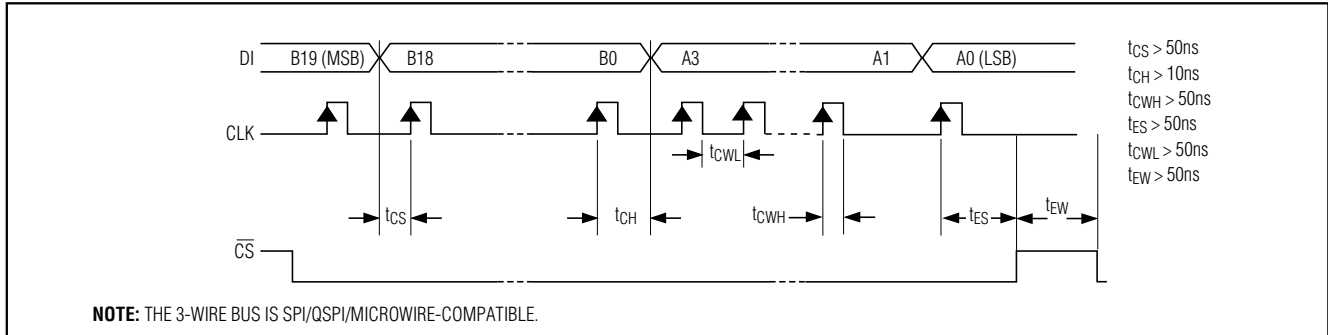 DI B19 (MSB) B18 B0 A3 A1 A0 (LSB)
CLK
tCWL
tCS tCH tCWH tES tEW
CS
tCS > 50ns
tCH > 10ns
tCWH > 50ns
tES > 50ns
tCWL > 50ns
tEW > 50ns
NOTE: THE 3-WIRE BUS IS SPI/QSPI/MICROWIRE-COMPATIBLE.